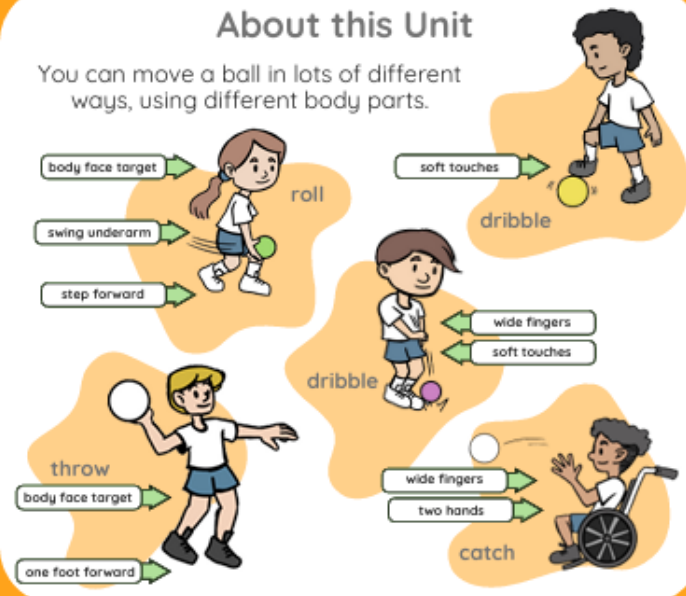 About this Unit
You can move a ball in lots of different
ways, using different body parts.
body face target
roll
swing underarm
step forward
soft touches
dribble
wide fingers
soft touches
dribble
throw
body face target
one foot forward
wide fingers
two hands
catch